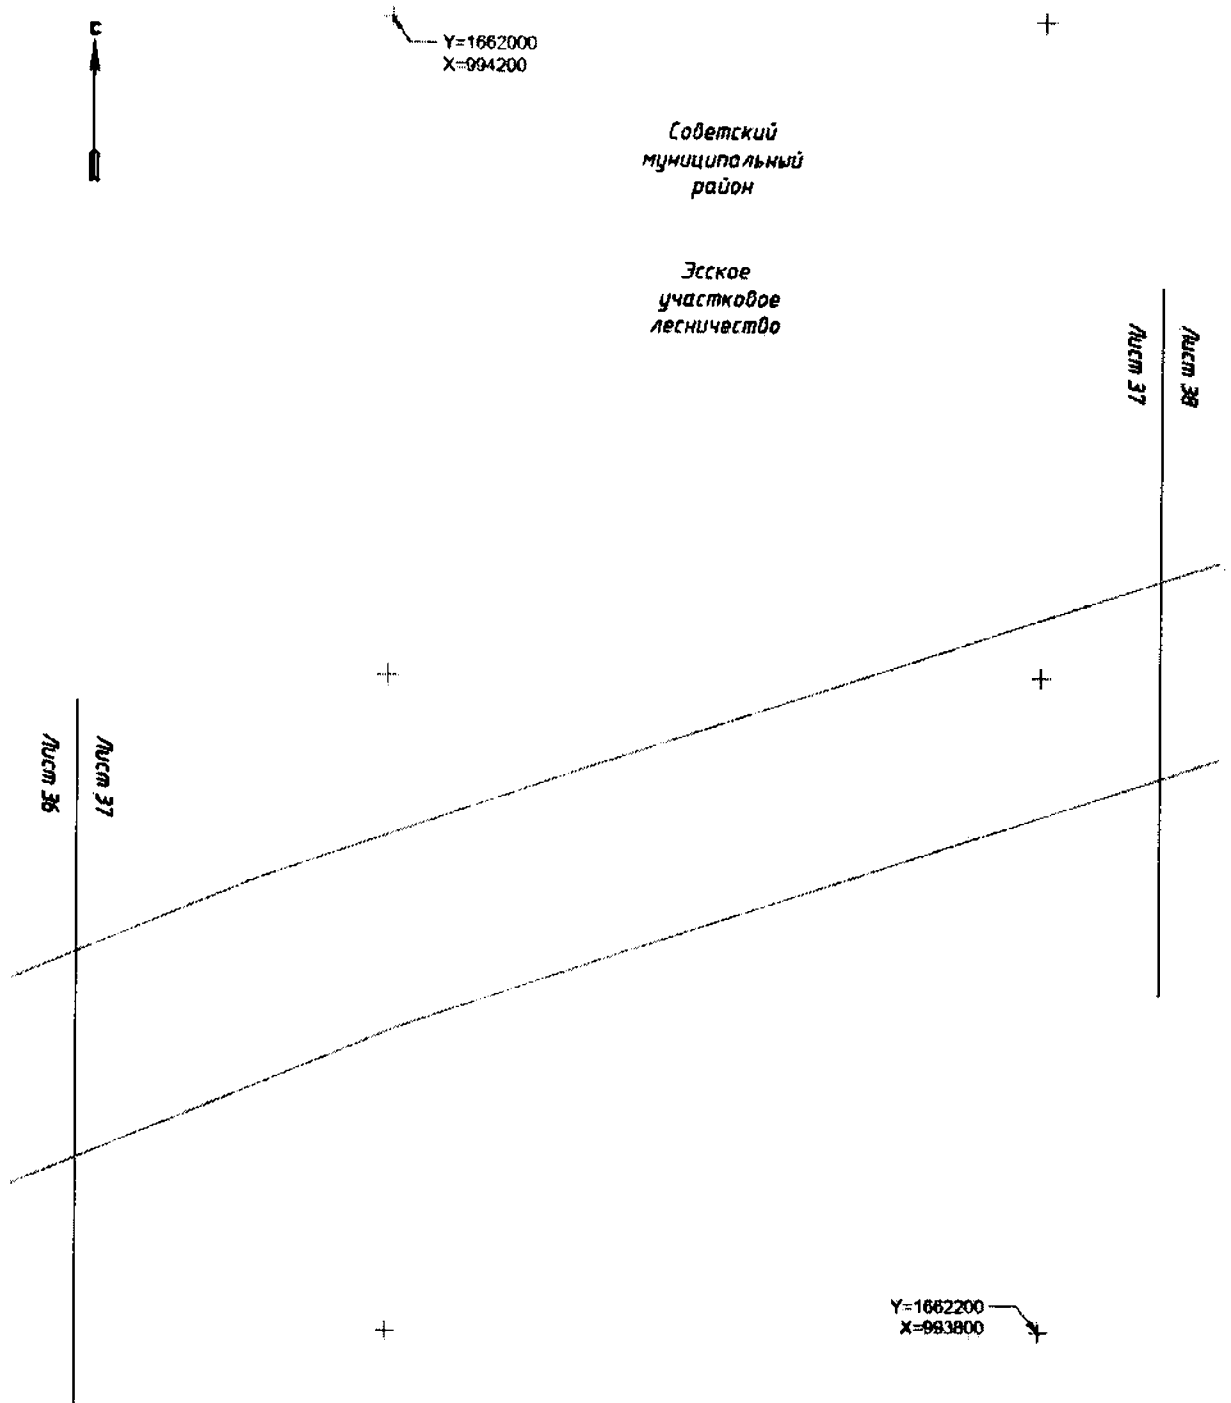 С
Y=1662000
X=994200
Советский
муниципальный
район
Эсское
участковое
лесничество
Лист 37
Лист 38
Лист 36
Лист 37
Y=1662200
X=993800